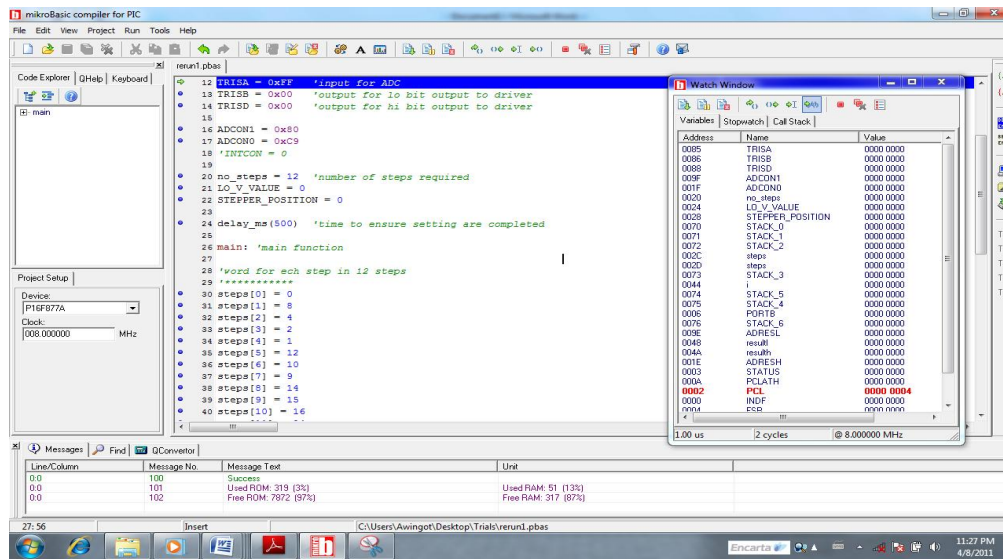 mikroBasic compiler for PIC
File Edit View Project Run Tools Help
rerun1.pbas
Code Explorer QHelp Keyboard
main
Project Setup
Device:
P16F877A
Clock:
008.000000 MHz
12 TRISA = 0xFF 'input for ADC
13 TRISB = 0x00 'output for lo bit output to driver
14 TRISD = 0x00 'output for hi bit output to driver
15
16 ADCON1 = 0x80
17 ADCON0 = 0xC9
18 'INTCON = 0
19
20 no_steps = 12 'number of steps required
21 LO_V_VALUE = 0
22 STEPPER_POSITION = 0
23
24 delay_ms(500) 'time to ensure setting are completed
25
26 main: 'main function
27
28 'word for ech step in 12 steps
29 '***********
30 steps[0] = 0
31 steps[1] = 8
32 steps[2] = 4
33 steps[3] = 2
34 steps[4] = 1
35 steps[5] = 12
36 steps[6] = 10
37 steps[7] = 9
38 steps[8] = 14
39 steps[9] = 15
40 steps[10] = 16
Watch Window
Variables Stopwatch Call Stack
Address Name Value
0085 TRISA 0000 0000
0086 TRISB 0000 0000
0088 TRISD 0000 0000
009F ADCON1 0000 0000
001F ADCON0 0000 0000
0020 no_steps 0000 0000
0024 LO_V_VALUE 0000 0000
0028 STEPPER_POSITION 0000 0000
0070 STACK_0 0000 0000
0071 STACK_1 0000 0000
0072 STACK_2 0000 0000
002C steps 0000 0000
002D steps 0000 0000
0073 STACK_3 0000 0000
0044 i 0000 0000
0074 STACK_5 0000 0000
0075 STACK_4 0000 0000
0006 PORTB 0000 0000
0076 STACK_6 0000 0000
009E ADRESL 0000 0000
0048 resultl 0000 0000
004A resulth 0000 0000
001E ADRESH 0000 0000
0003 STATUS 0000 0000
000A PCLATH 0000 0000
0002 PCL 0000 0004
0000 INDF 0000 0000
0004 FSR 0000 0000
1.00 us 2 cycles @ 8.000000 MHz
Messages Find QConvertor
Line/Column Message No. Message Text Unit
0:0 100 Success
0:0 101 Used ROM: 319 (3%) Used RAM: 51 (13%)
0:0 102 Free ROM: 7872 (97%) Free RAM: 317 (87%)
27: 56 Insert C:\Users\Awingot\Desktop\Trials\rerun1.pbas
Encarta
11:27 PM
4/8/2011